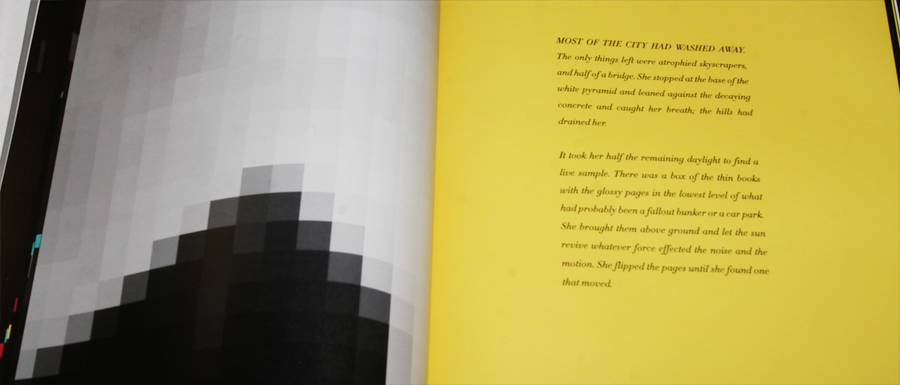 MOST OF THE CITY HAD WASHED AWAY.
The only things left were atrophied skyscrapers,
and half of a bridge. She stopped at the base of the
white pyramid and leaned against the decaying
concrete and caught her breath; the hills had
drained her.
It took her half the remaining daylight to find a
live sample. There was a box of the thin books
with the glossy pages in the lowest level of what
had probably been a fallout bunker or a car park.
She brought them above ground and let the sun
revive whatever force effected the noise and the
motion. She flipped the pages until she found one
that moved.